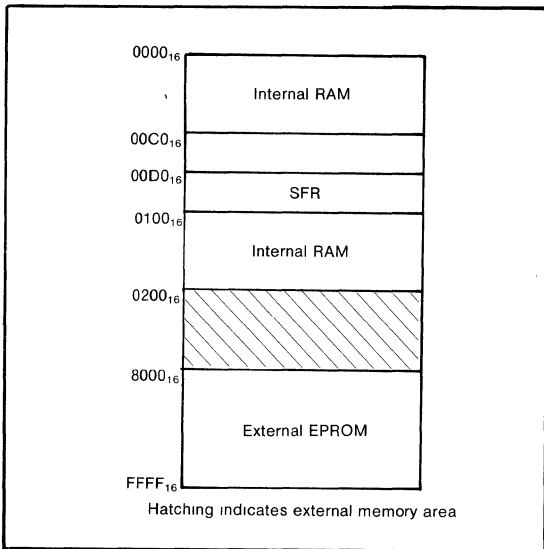 0000₁₆
Internal RAM
00C0₁₆
00D0₁₆
SFR
0100₁₆
Internal RAM
0200₁₆
8000₁₆
External EPROM
FFFF₁₆
Hatching indicates external memory area